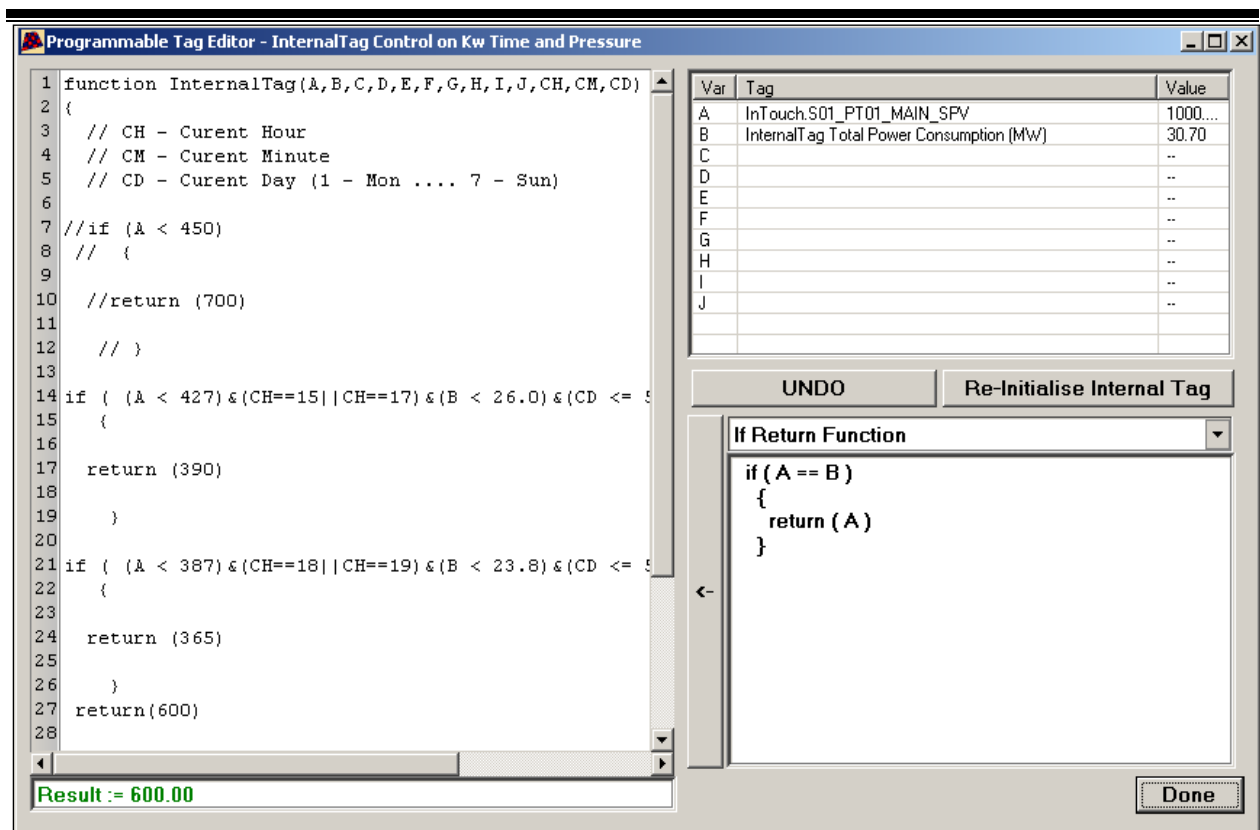 Programmable Tag Editor - InternalTag Control on Kw Time and Pressure
1 function InternalTag(A,B,C,D,E,F,G,H,I,J,CH,CM,CD)
2 {
3 // CH - Curent Hour
4 // CM - Curent Minute
5 // CD - Curent Day (1 - Mon .... 7 - Sun)
6
7 //if (A < 450)
8 // {
9
10 //return (700)
11
12 // }
13
14 if ( (A < 427)&(CH==15||CH==17)&(B < 26.0)&(CD <= 5
15 {
16
17 return (390)
18
19 }
20
21 if ( (A < 387)&(CH==18||CH==19)&(B < 23.8)&(CD <= 5
22 {
23
24 return (365)
25
26 }
27 return(600)
28
Result := 600.00
Var Tag Value
A InTouch.S01_PT01_MAIN_SPV 1000....
B InternalTag Total Power Consumption (MW) 30.70
C --
D --
E --
F --
G --
H --
I --
J --
UNDO
Re-Initialise Internal Tag
If Return Function
<-
if ( A == B )
{
return ( A )
}
Done